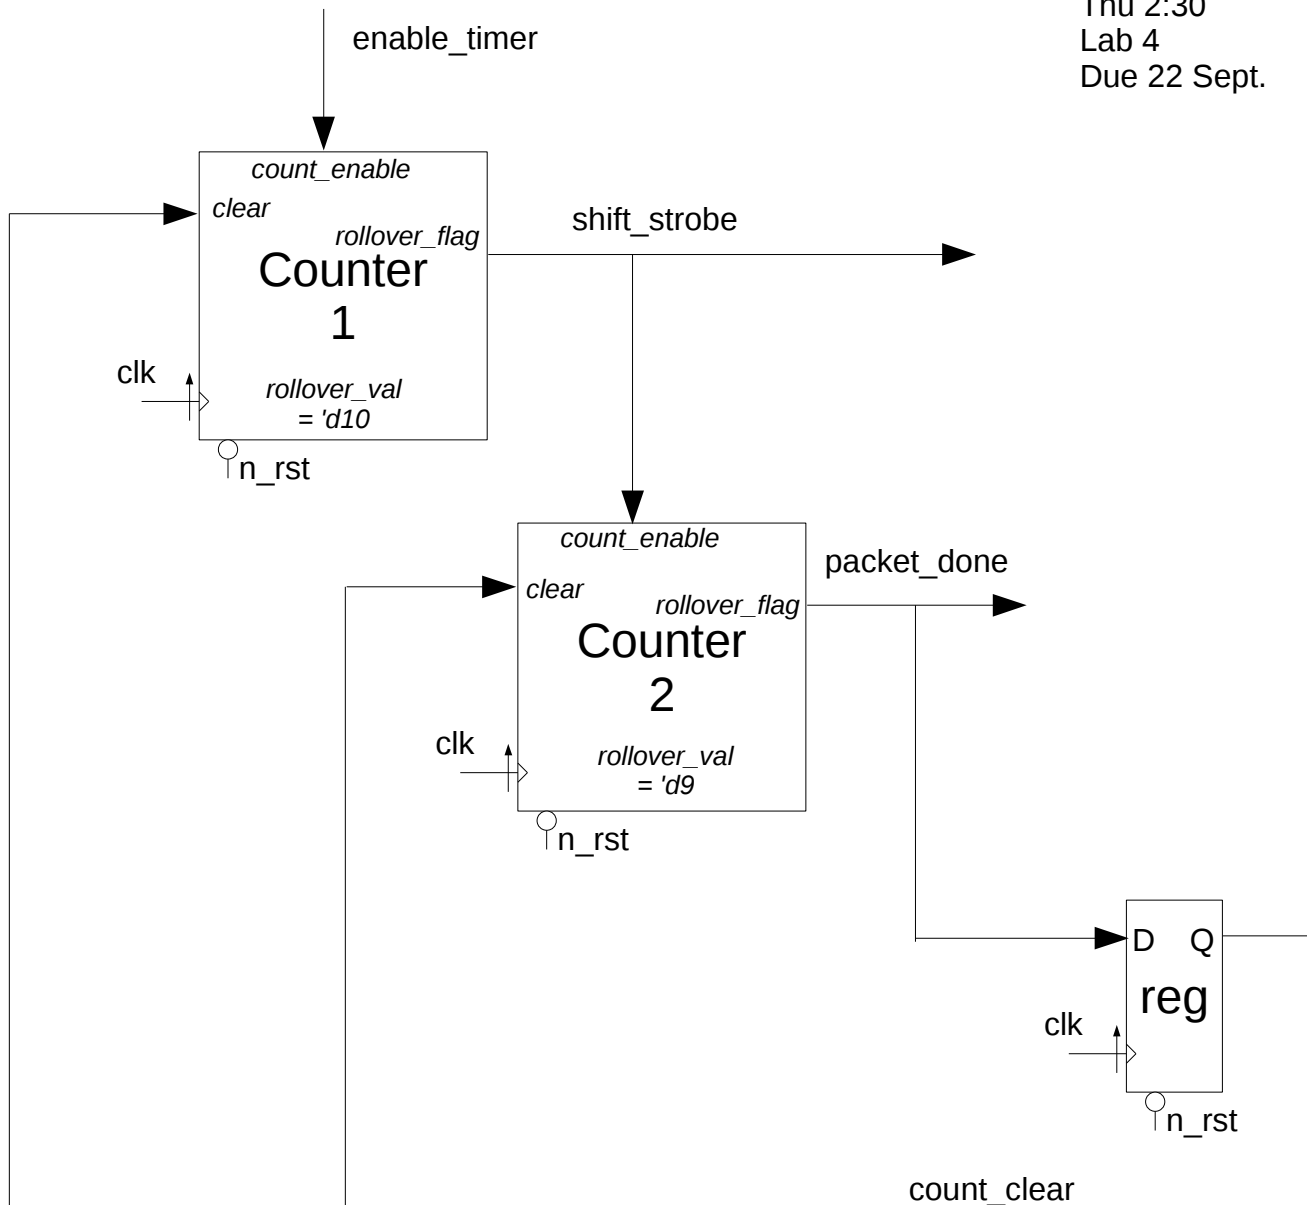 Thu 2:30
Lab 4
Due 22 Sept.
enable_timer
count_enable
clear
rollover_flag
Counter
1
rollover_val
= 'd10
clk
n_rst
shift_strobe
count_enable
clear
rollover_flag
Counter
2
rollover_val
= 'd9
clk
n_rst
packet_done
D Q
reg
clk
n_rst
count_clear